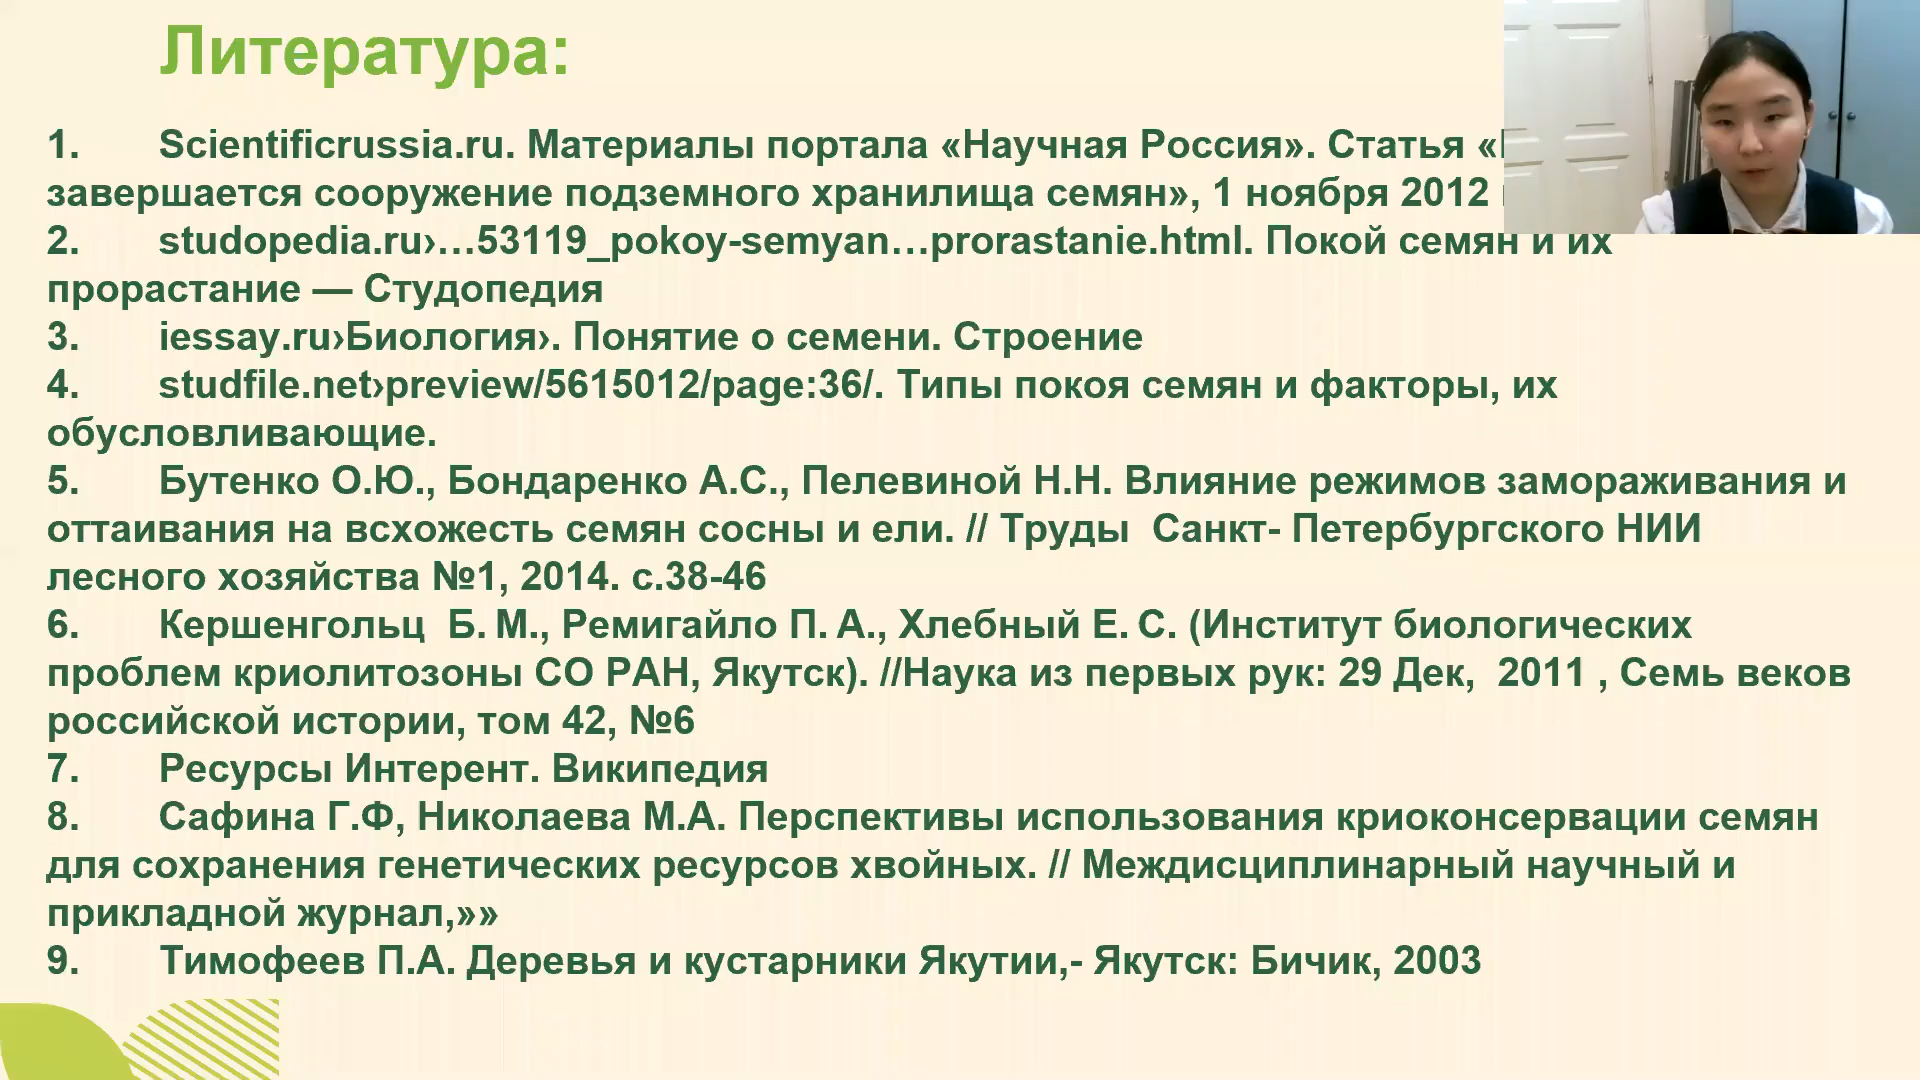 Литература:
1. Scientificrussia.ru. Материалы портала «Научная Россия». Статья
завершается сооружение подземного хранилища семян», 1 ноября 2012
2. studopedia.ru›…53119_pokoy-semyan…prorastanie.html. Покой семян и их
прорастание — Студопедия
3. iessay.ru›Биология›. Понятие о семени. Строение
4. studfile.net›preview/5615012/page:36/. Типы покоя семян и факторы, их
обусловливающие.
5. Бутенко О.Ю., Бондаренко А.С., Пелевиной Н.Н. Влияние режимов замораживания и
оттаивания на всхожесть семян сосны и ели. // Труды Санкт- Петербургского НИИ
лесного хозяйства №1, 2014. с.38-46
6. Кершенгольц Б. М., Ремигайло П. А., Хлебный Е. С. (Институт биологических
проблем криолитозоны СО РАН, Якутск). //Наука из первых рук: 29 Дек, 2011 , Семь веков
российской истории, том 42, №6
7. Ресурсы Интерент. Википедия
8. Сафина Г.Ф, Николаева М.А. Перспективы использования криоконсервации семян
для сохранения генетических ресурсов хвойных. // Междисциплинарный научный и
прикладной журнал,»»
9. Тимофеев П.А. Деревья и кустарники Якутии,- Якутск: Бичик, 2003